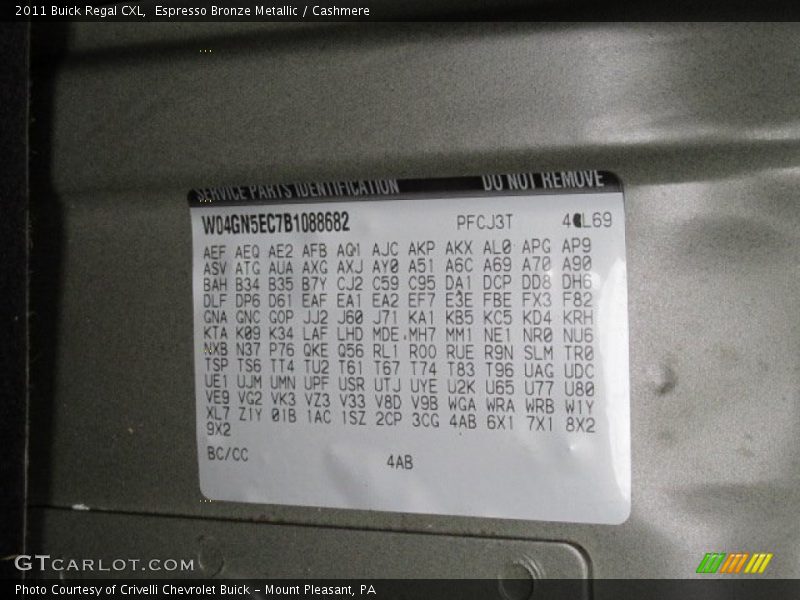 2011 Buick Regal CXL,  Espresso Bronze Metallic / Cashmere
SERVICE PARTS IDENTIFICATION DO NOT REMOVE
W04GN5EC7B1088682 PFCJ3T L69
AEF AEQ AE2 AFB AQ1 AJC AKP AKX AL0 APG AP9
ASV ATG AUA AXG AXJ AY0 A51 A6C A69 A70 A90
BAH B34 B35 B7Y CJ2 C59 C95 DA1 DCP DD8 DH6
DLF DP6 D61 EAF EA1 EA2 EF7 E3E FBE FX3 F82
GNA GNC GOP JJ2 J60 J71 KA1 KB5 KC5 KD4 KRH
KTA K09 K34 LAF LHD MDE MH7 MM1 NE1 NR0 NU6
NXB N37 P76 QKE Q56 RL1 ROO RUE R9N SLM TR0
TSP TS6 TT4 TU2 T61 T67 T74 T83 T96 UAG UDC
UE1 UJM UMN UPF USR UTJ UYE U2K U65 U77 U80
VE9 VG2 VK3 VZ3 V33 V8D V9B WGA WRA WRB W1Y
XL7 Z1Y 01B 1AC 1SZ 2CP 3CG 4AB 6X1 7X1 8X2
9X2
BC/CC 4AB
GTCARLOT.COM
Photo Courtesy of Crivelli Chevrolet Buick - Mount Pleasant, PA